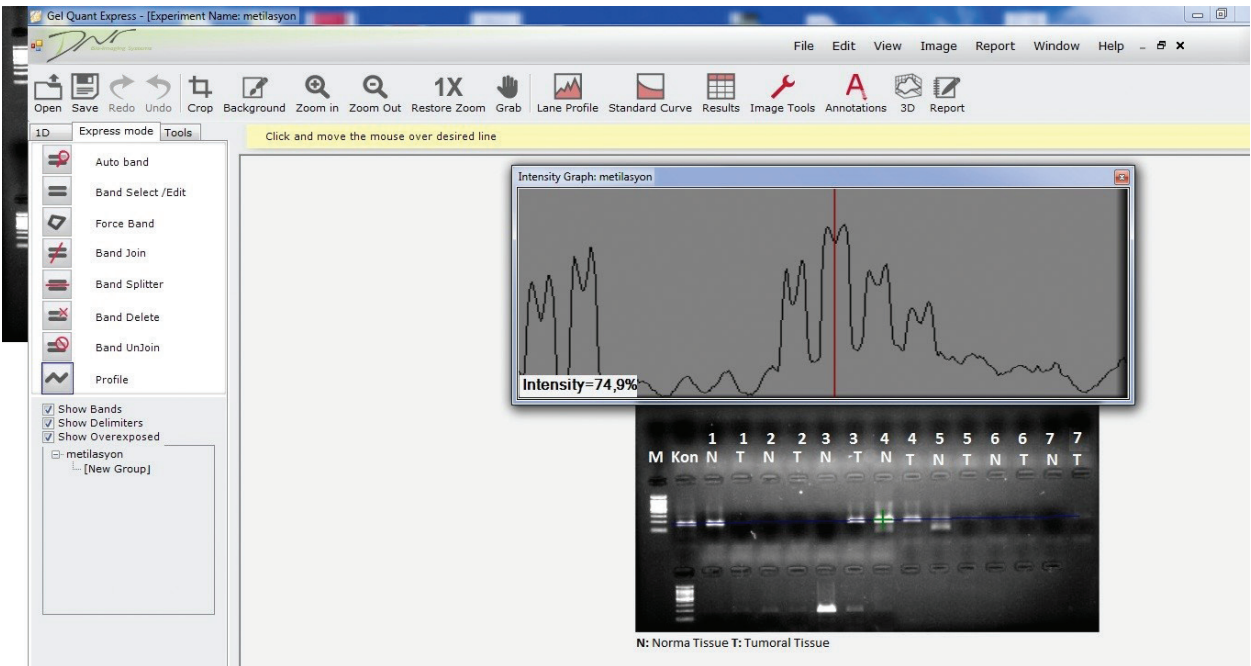 Gel Quant Express - [Experiment Name: metilasyon
DNR
Bioimaging Systems
File Edit View Image Report Window Help
Open Save Redo Undo Crop Background Zoom in Zoom Out 1X Restore Zoom Grab Lane Profile Standard Curve Results Image Tools Annotations 3D Report
1D Express mode Tools
Click and move the mouse over desired line
Auto band
Band Select /Edit
Force Band
Band Join
Band Splitter
Band Delete
Band UnJoin
Profile
Show Bands
Show Delimiters
Show Overexposed
metilasyon
[New Group]
Intensity Graph: metilasyon
Intensity=74,9%
1 1 2 2 3 3 4 4 5 5 6 6 7 7
M Kon N T N T N -T N T N T N T N T
N: Norma Tissue T: Tumoral Tissue